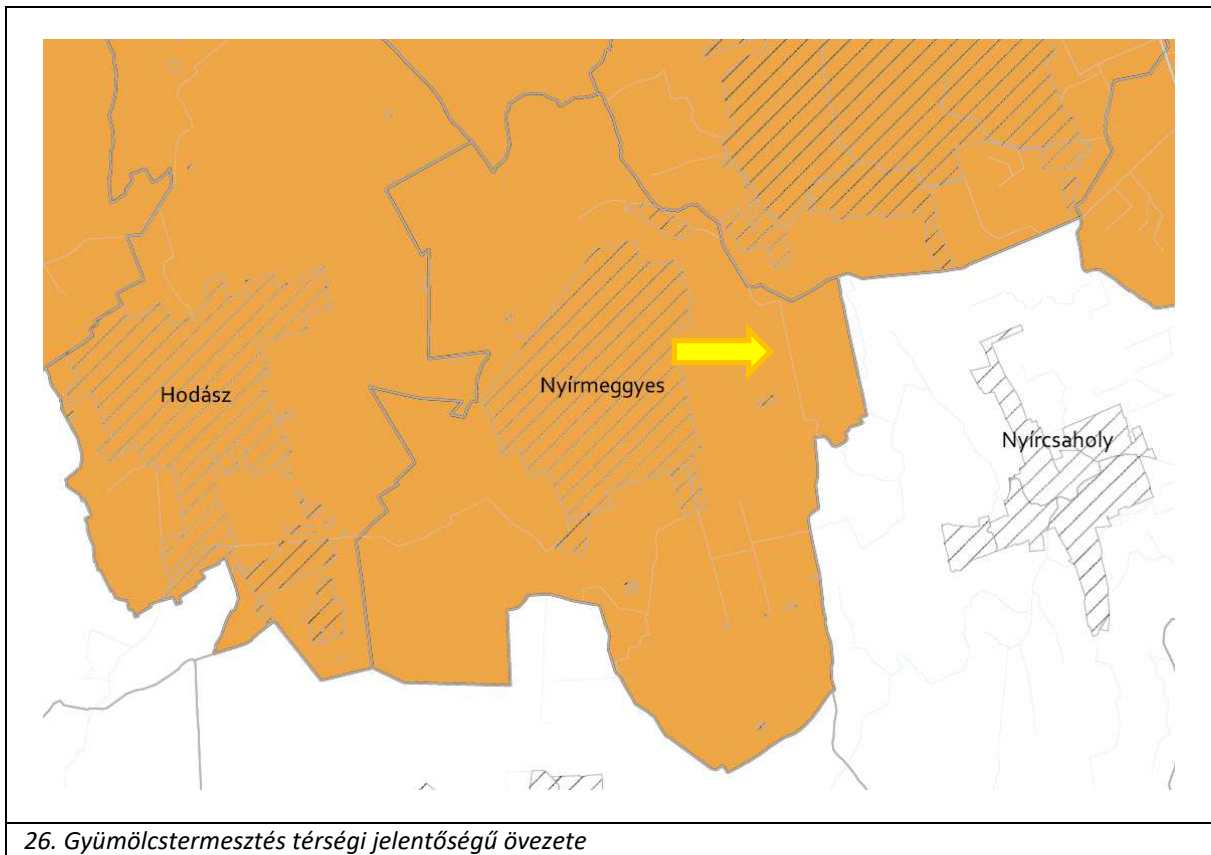 Hodász
Nyírmeggyes
Nyírcsaholy
26. Gyümölcstermesztés térségi jelentőségű övezete